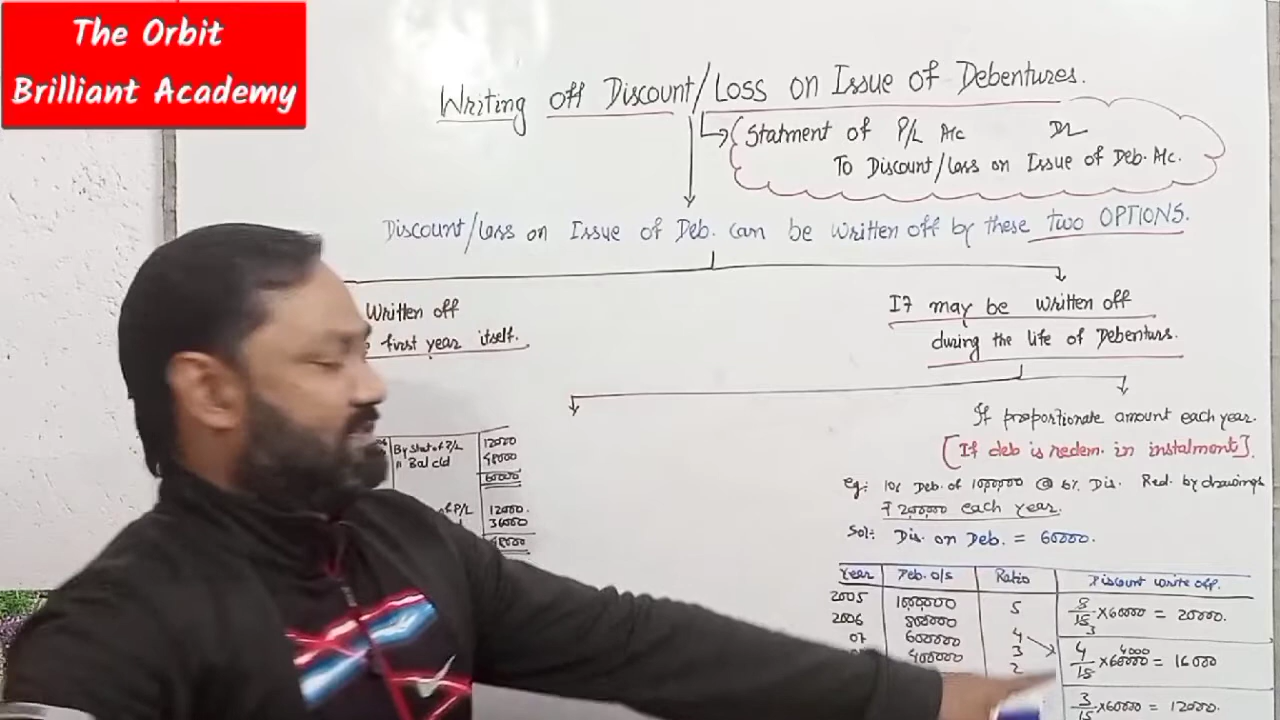 The Orbit
Brilliant Academy
Writing off Discount/Loss on Issue of Debentures.
(Statment of P/L A/c Dr
To Discount/Loss on Issue of Deb. A/c.
Discount/Loss on Issue of Deb. can be written off by these two OPTIONS.
Written off
first year itself.
It may be written off
during the life of Debenturs.
If proportionate amount each year.
[If deb is redem. in instalment].
eg: 10% Deb. of 1000000 @ 6% Dis. Red. by drawings
₹ 200000 each year.
Sol: Dis. on Deb. = 60000.
By Stat of P/L 12000
" Bal c/d 48000
60000
of P/L 12000.
36000
48000
Year Deb. o/s Ratio Discount write off.
2005 1000000 5 5/15 × 60000 = 20000.
2006 800000 4 4/15 × 60000 = 16000
4000
07 600000 3 3/15 × 60000 = 12000.
400000 2